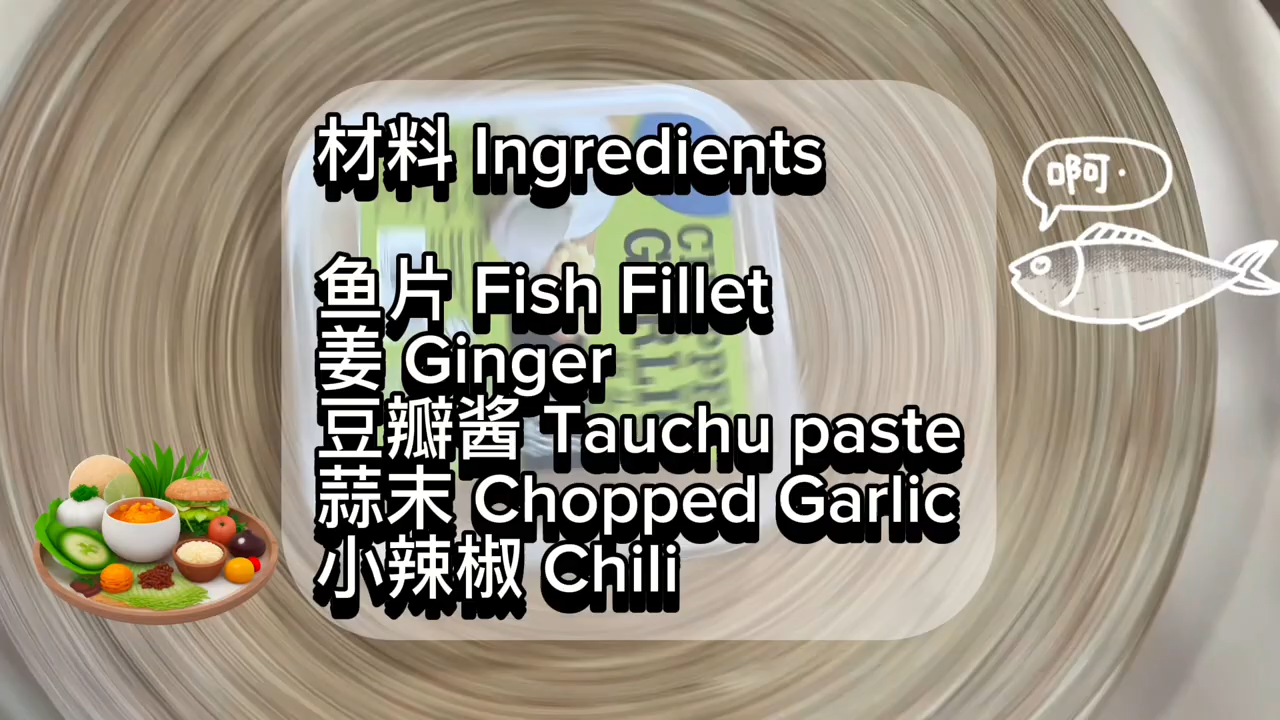 材料 Ingredients
鱼片 Fish Fillet
姜 Ginger
豆瓣酱 Tauchu paste
蒜末 Chopped Garlic
小辣椒 Chili
啊·